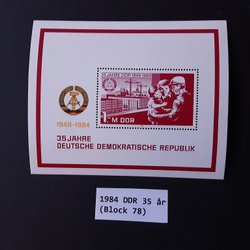 35 JAHRE DDR 1949-1984
1 M DDR
1949-1984
35 JAHRE
DEUTSCHE DEMOKRATISCHE REPUBLIK
1984 DDR 35 år
(Block 78)